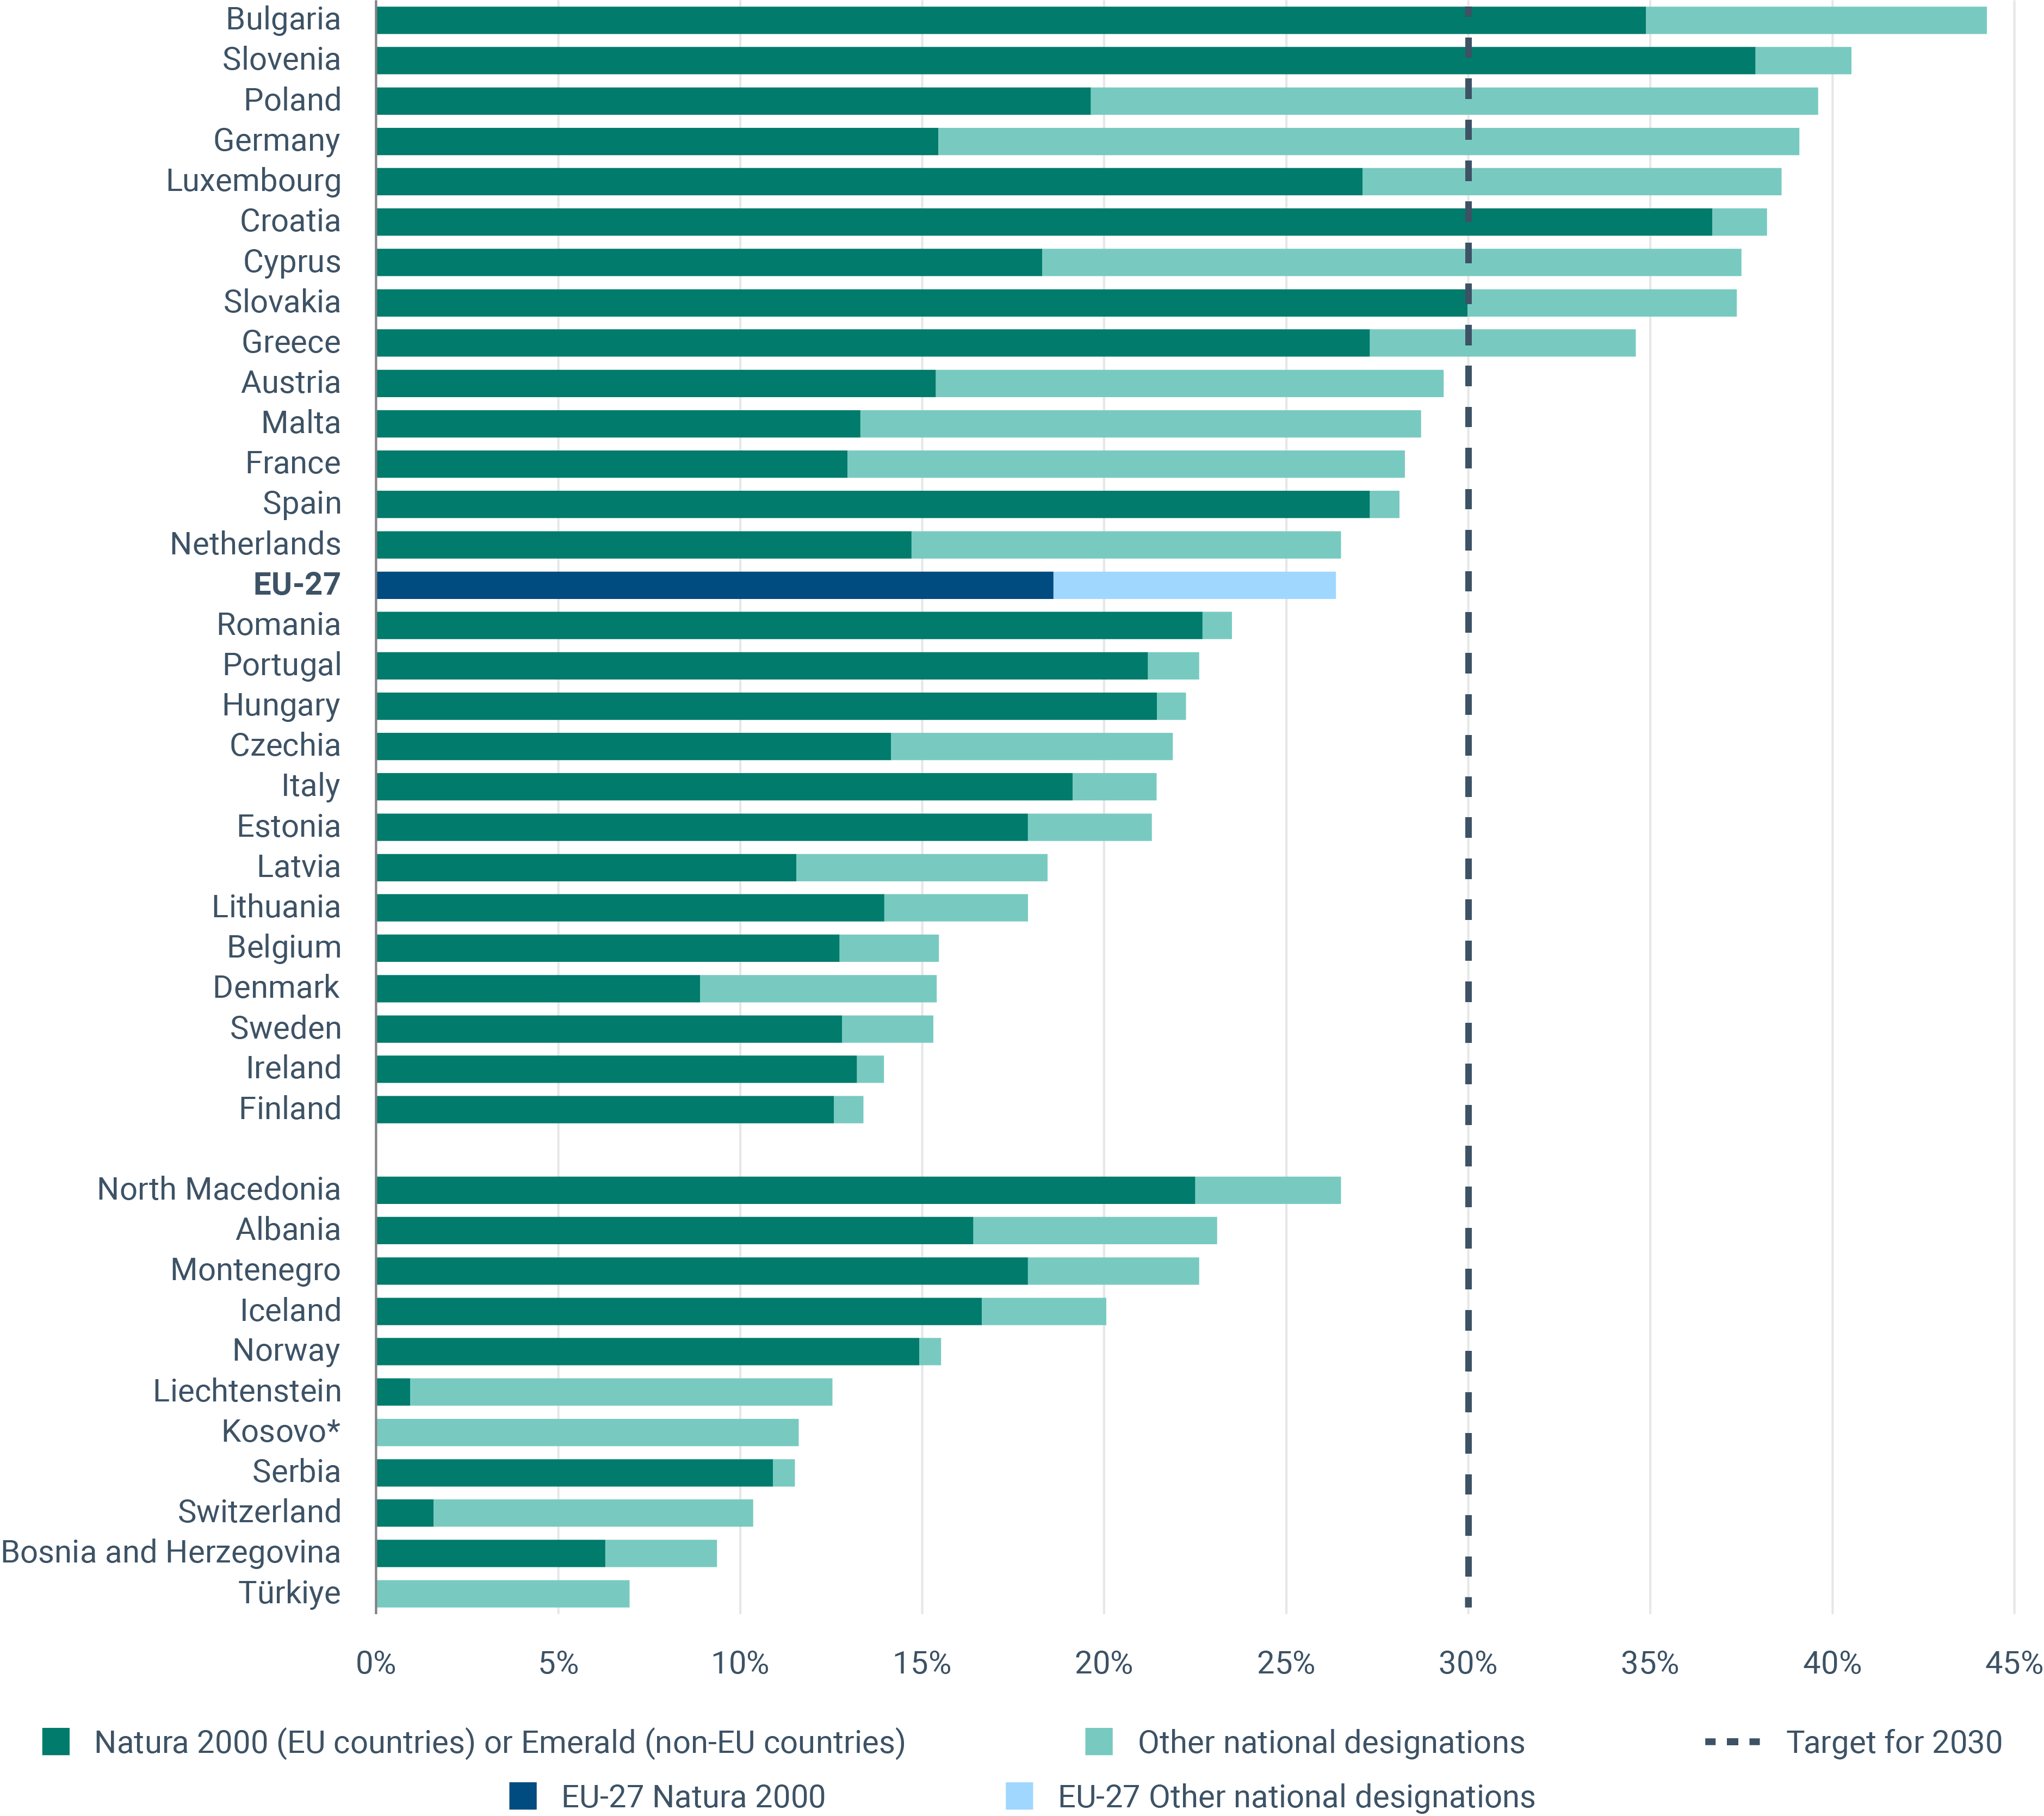 Bulgaria
Slovenia
Poland
Germany
Luxembourg
Croatia
Cyprus
Slovakia
Greece
Austria
Malta
France
Spain
Netherlands
EU-27
Romania
Portugal
Hungary
Czechia
Italy
Estonia
Latvia
Lithuania
Belgium
Denmark
Sweden
Ireland
Finland
North Macedonia
Albania
Montenegro
Iceland
Norway
Liechtenstein
Kosovo*
Serbia
Switzerland
Bosnia and Herzegovina
Türkiye
0% 5% 10% 15% 20% 25% 30% 35% 40% 45%
Natura 2000 (EU countries) or Emerald (non-EU countries) Other national designations Target for 2030
EU-27 Natura 2000 EU-27 Other national designations